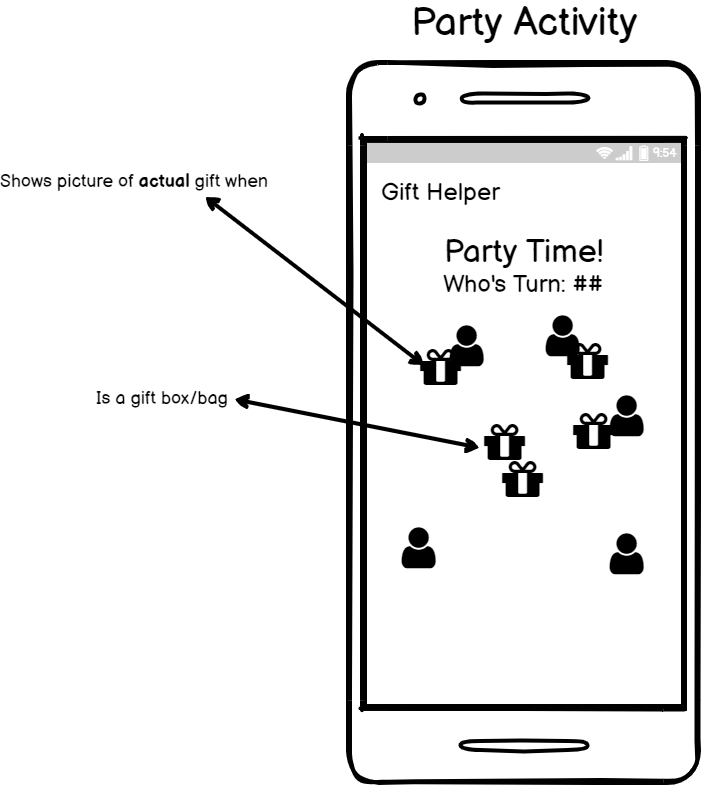 Party Activity
9:54
Shows picture of actual gift when
Gift Helper
Party Time!
Who's Turn: ##
Is a gift box/bag